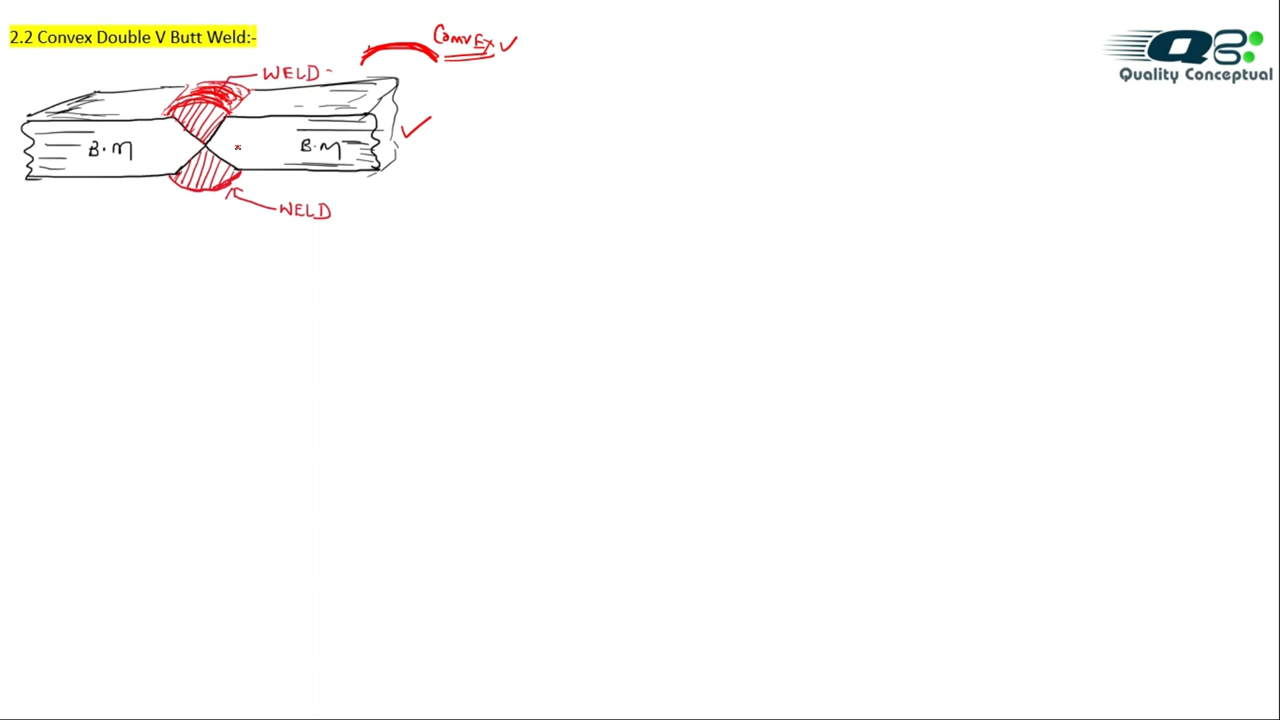 2.2 Convex Double V Butt Weld:-
ConvEx
WELD-
B.M
B.M
WELD
Quality Conceptual